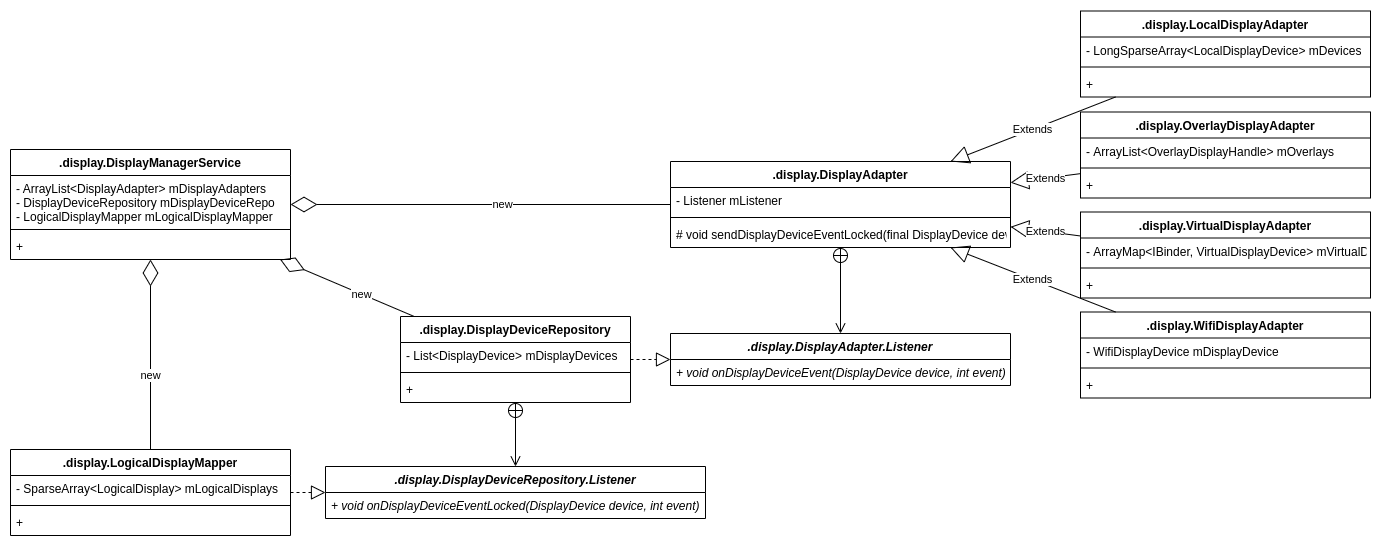 .display.LocalDisplayAdapter
- LongSparseArray<LocalDisplayDevice> mDevices
+
Extends
.display.OverlayDisplayAdapter
- ArrayList<OverlayDisplayHandle> mOverlays
+
Extends
.display.DisplayManagerService
- ArrayList<DisplayAdapter> mDisplayAdapters
- DisplayDeviceRepository mDisplayDeviceRepo
- LogicalDisplayMapper mLogicalDisplayMapper
+
new
.display.DisplayAdapter
- Listener mListener
# void sendDisplayDeviceEventLocked(final DisplayDevice dev
.display.VirtualDisplayAdapter
- ArrayMap<IBinder, VirtualDisplayDevice> mVirtualD
+
Extends
Extends
.display.WifiDisplayAdapter
- WifiDisplayDevice mDisplayDevice
+
new
.display.DisplayDeviceRepository
- List<DisplayDevice> mDisplayDevices
+
.display.DisplayAdapter.Listener
+ void onDisplayDeviceEvent(DisplayDevice device, int event)
new
.display.LogicalDisplayMapper
- SparseArray<LogicalDisplay> mLogicalDisplays
+
.display.DisplayDeviceRepository.Listener
+ void onDisplayDeviceEventLocked(DisplayDevice device, int event)